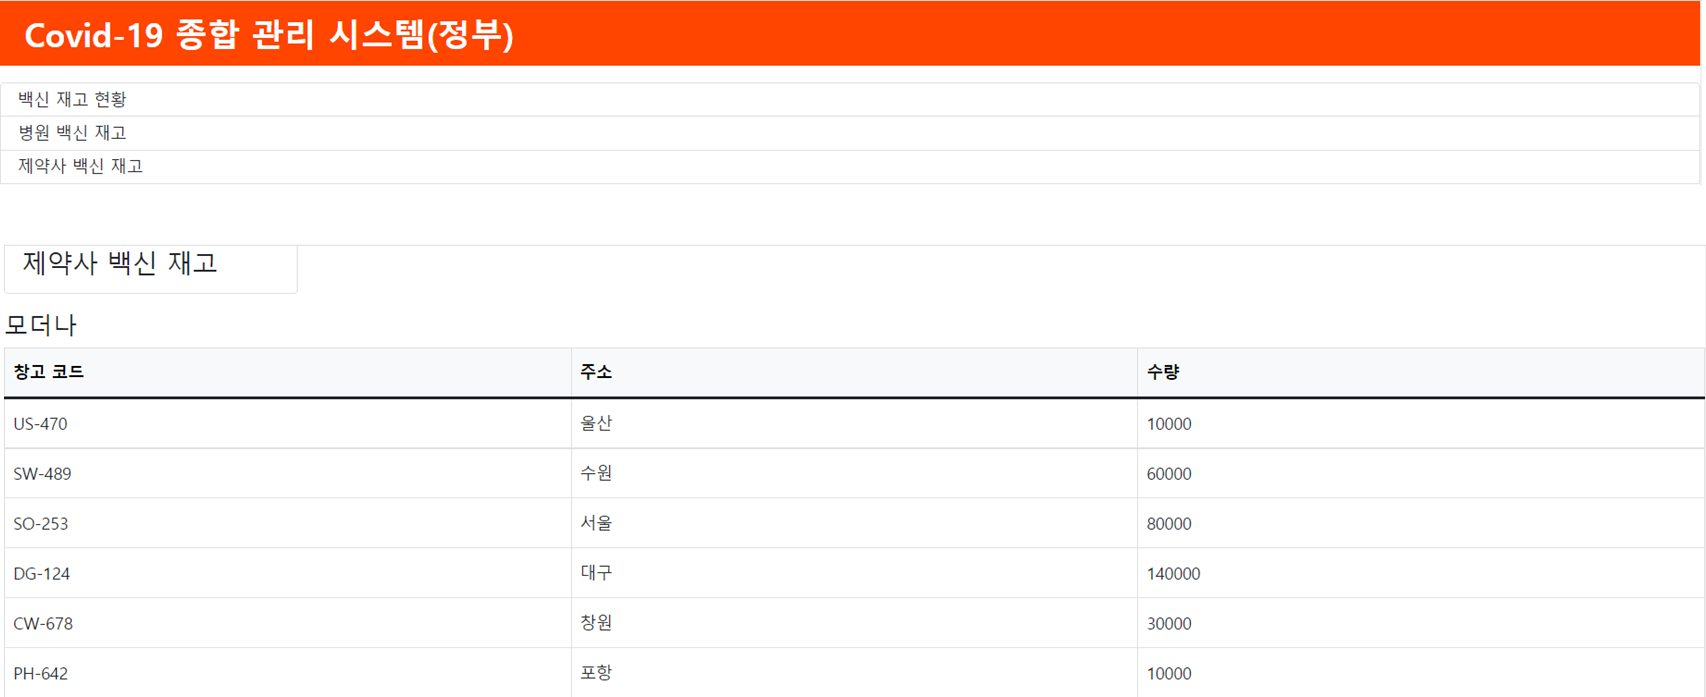 Covid-19 종합 관리 시스템(정부)
백신 재고 현황
병원 백신 재고
제약사 백신 재고
제약사 백신 재고
모더나
창고 코드 주소 수량
US-470 울산 10000
SW-489 수원 60000
SO-253 서울 80000
DG-124 대구 140000
CW-678 창원 30000
PH-642 포항 10000